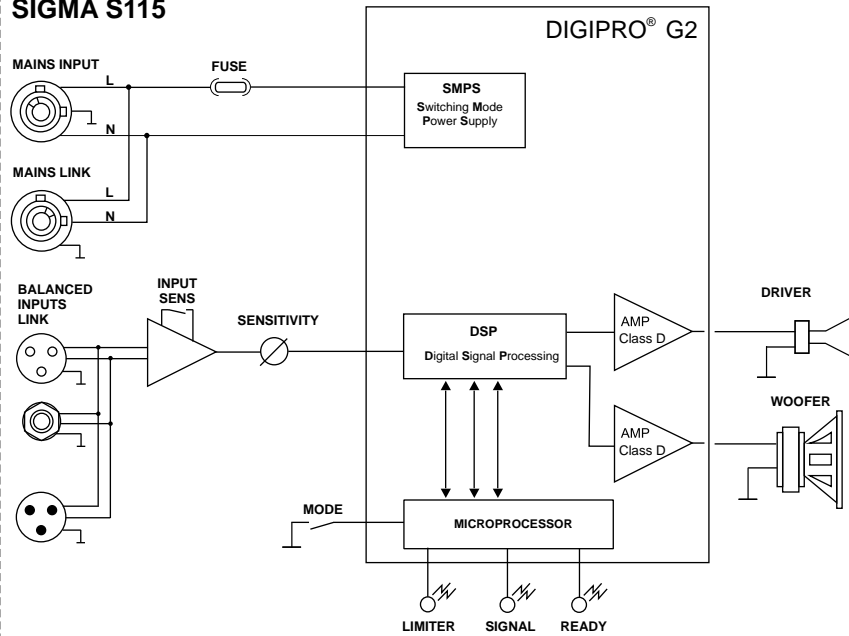 SIGMA S115
DIGIPRO® G2
MAINS INPUT
L
FUSE
N
SMPS
Switching Mode
Power Supply
MAINS LINK
L
N
BALANCED
INPUTS
LINK
INPUT
SENS
SENSITIVITY
DSP
Digital Signal Processing
AMP
Class D
DRIVER
AMP
Class D
WOOFER
MODE
MICROPROCESSOR
LIMITER
SIGNAL
READY